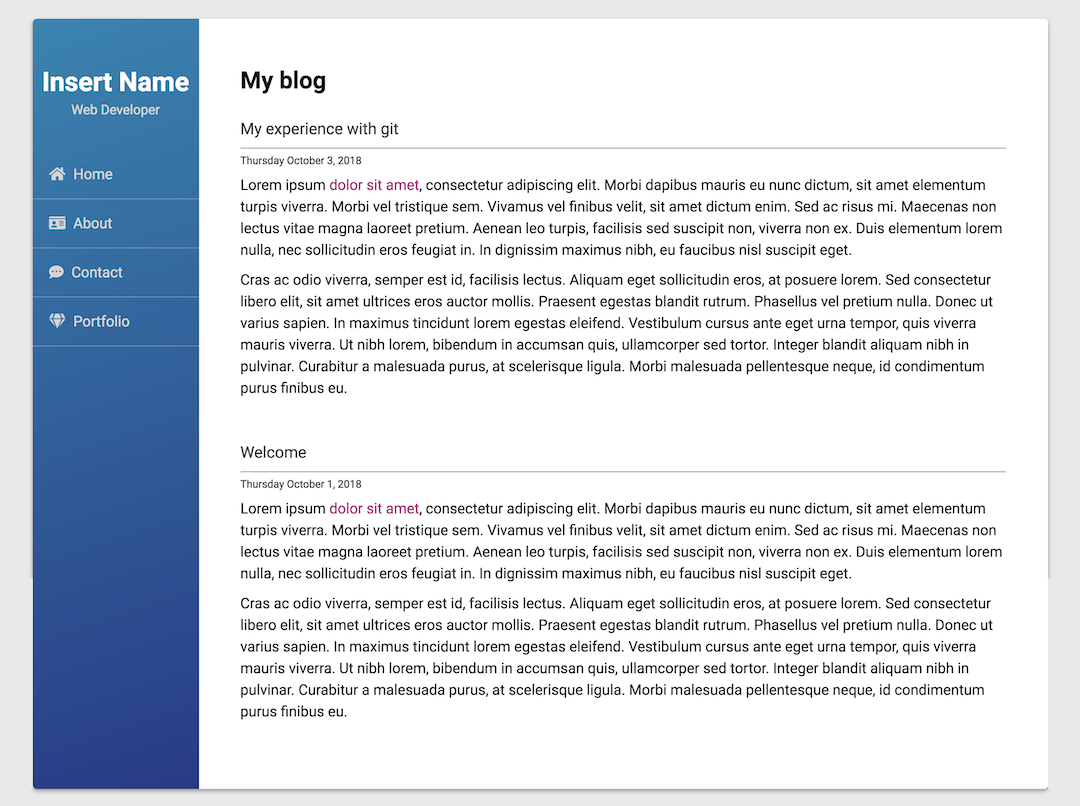 Insert Name
Web Developer
Home
About
Contact
Portfolio
My blog
My experience with git
Thursday October 3, 2018
Lorem ipsum dolor sit amet, consectetur adipiscing elit. Morbi dapibus mauris eu nunc dictum, sit amet elementum
turpis viverra. Morbi vel tristique sem. Vivamus vel finibus velit, sit amet dictum enim. Sed ac risus mi. Maecenas non
lectus vitae magna laoreet pretium. Aenean leo turpis, facilisis sed suscipit non, viverra non ex. Duis elementum lorem
nulla, nec sollicitudin eros feugiat in. In dignissim maximus nibh, eu faucibus nisl suscipit eget.
Cras ac odio viverra, semper est id, facilisis lectus. Aliquam eget sollicitudin eros, at posuere lorem. Sed consectetur
libero elit, sit amet ultrices eros auctor mollis. Praesent egestas blandit rutrum. Phasellus vel pretium nulla. Donec ut
varius sapien. In maximus tincidunt lorem egestas eleifend. Vestibulum cursus ante eget urna tempor, quis viverra
mauris viverra. Ut nibh lorem, bibendum in accumsan quis, ullamcorper sed tortor. Integer blandit aliquam nibh in
pulvinar. Curabitur a malesuada purus, at scelerisque ligula. Morbi malesuada pellentesque neque, id condimentum
purus finibus eu.
Welcome
Thursday October 1, 2018
Lorem ipsum dolor sit amet, consectetur adipiscing elit. Morbi dapibus mauris eu nunc dictum, sit amet elementum
turpis viverra. Morbi vel tristique sem. Vivamus vel finibus velit, sit amet dictum enim. Sed ac risus mi. Maecenas non
lectus vitae magna laoreet pretium. Aenean leo turpis, facilisis sed suscipit non, viverra non ex. Duis elementum lorem
nulla, nec sollicitudin eros feugiat in. In dignissim maximus nibh, eu faucibus nisl suscipit eget.
Cras ac odio viverra, semper est id, facilisis lectus. Aliquam eget sollicitudin eros, at posuere lorem. Sed consectetur
libero elit, sit amet ultrices eros auctor mollis. Praesent egestas blandit rutrum. Phasellus vel pretium nulla. Donec ut
varius sapien. In maximus tincidunt lorem egestas eleifend. Vestibulum cursus ante eget urna tempor, quis viverra
mauris viverra. Ut nibh lorem, bibendum in accumsan quis, ullamcorper sed tortor. Integer blandit aliquam nibh in
pulvinar. Curabitur a malesuada purus, at scelerisque ligula. Morbi malesuada pellentesque neque, id condimentum
purus finibus eu.